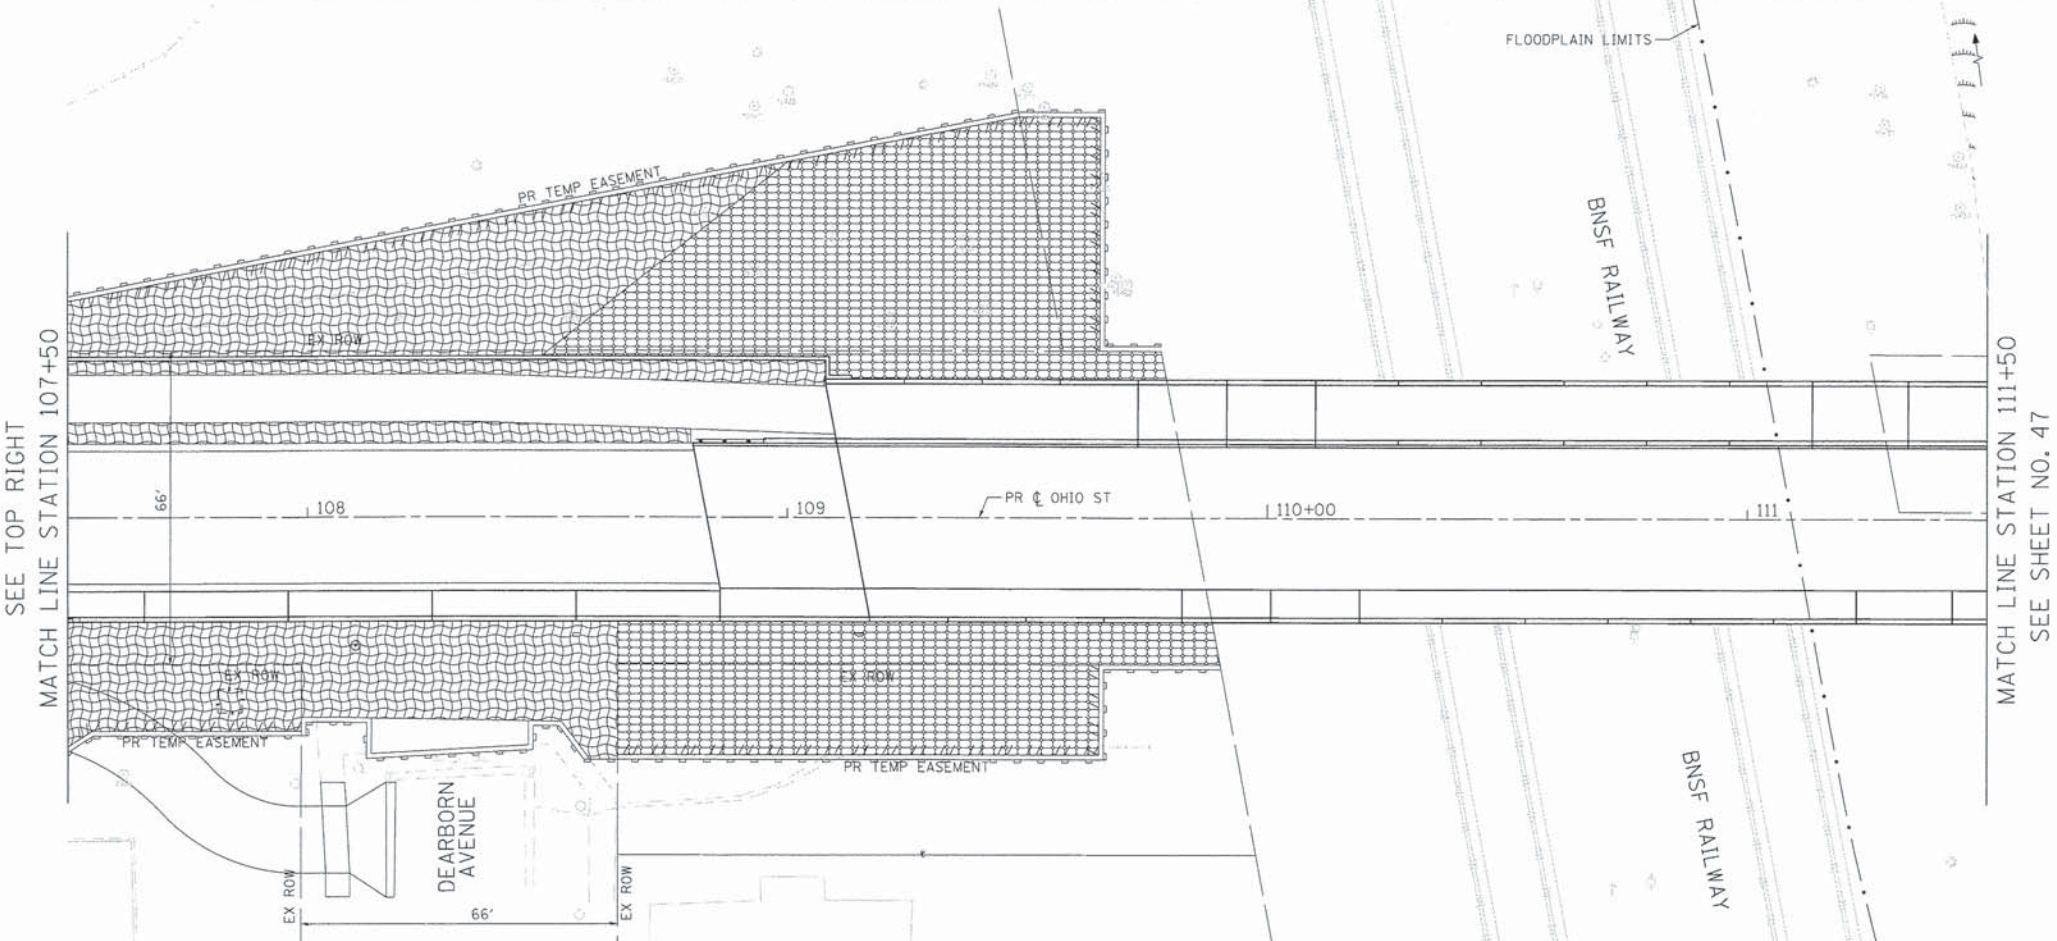 FLOODPLAIN LIMITS
PR TEMP EASEMENT
BNSF RAILWAY
EX ROW
SEE TOP RIGHT
MATCH LINE STATION 107+50
66'
108
109
PR ℄ OHIO ST
110+00
111
MATCH LINE STATION 111+50
SEE SHEET NO. 47
EX ROW
EX ROW
PR TEMP EASEMENT
PR TEMP EASEMENT
DEARBORN
AVENUE
BNSF RAILWAY
EX ROW
66'
EX ROW